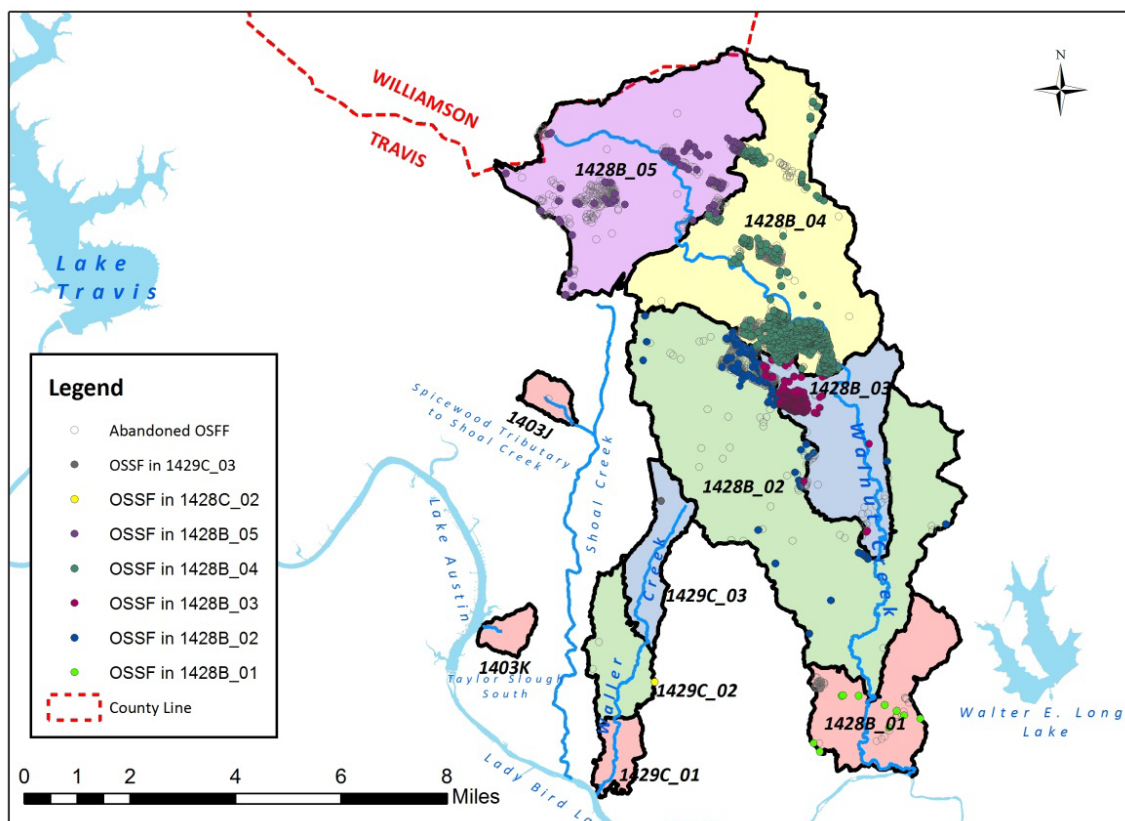 N
WILLIAMSON
TRAVIS
1428B_05
1428B_04
Lake
Travis
1428B_03
Legend
Abandoned OSFF
OSSF in 1429C_03
OSSF in 1428C_02
OSSF in 1428B_05
OSSF in 1428B_04
OSSF in 1428B_03
OSSF in 1428B_02
OSSF in 1428B_01
County Line
1403J
Spicewood Tributary
to Shoal Creek
Shoal Creek
Walnut Creek
1428B_02
Lake Austin
Waller Creek
1429C_03
1403K
Taylor Slough
South
1429C_02
1428B_01
Walter E. Long
Lake
1429C_01
Lady Bird L
0 2 4 6 8
Miles